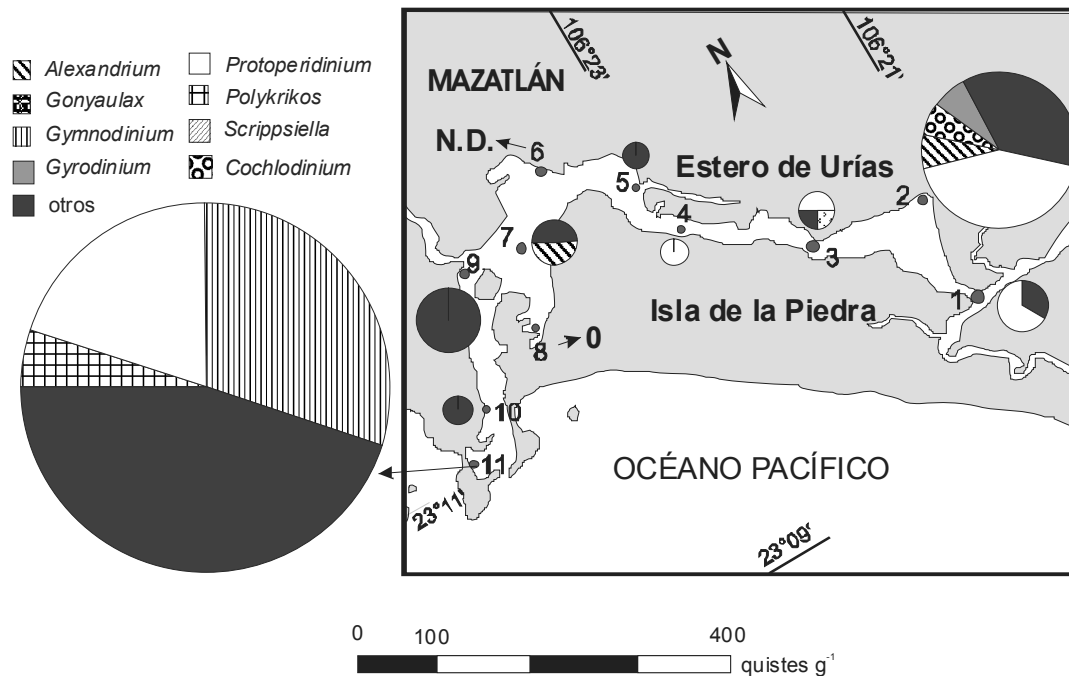 Alexandrium
Gonyaulax
Gymnodinium
Gyrodinium
otros
Protoperidinium
Polykrikos
Scrippsiella
Cochlodinium
106°23'
106°21'
N
MAZATLÁN
N.D.
6
5
Estero de Urías
2
4
7
3
9
1
Isla de la Piedra
8
0
10
11
OCÉANO PACÍFICO
23°11'
23°09'
0
100
400
quistes g⁻¹